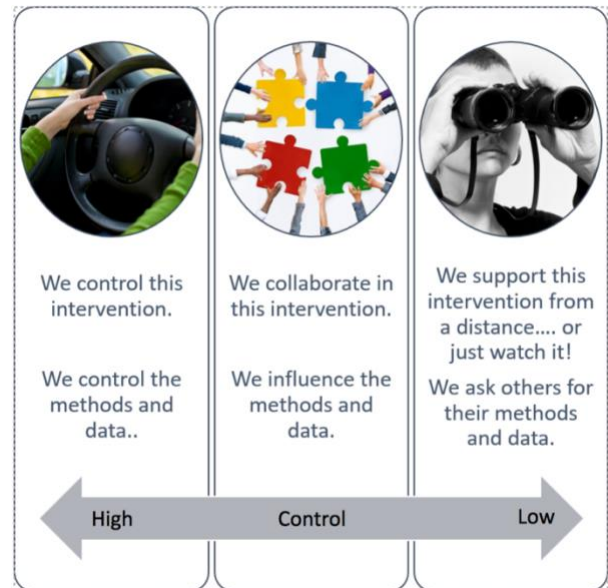 We control this
intervention.
We control the
methods and
data..
We collaborate in
this intervention.
We influence the
methods and
data.
We support this
intervention from
a distance.... or
just watch it!
We ask others for
their methods
and data.
High
Control
Low